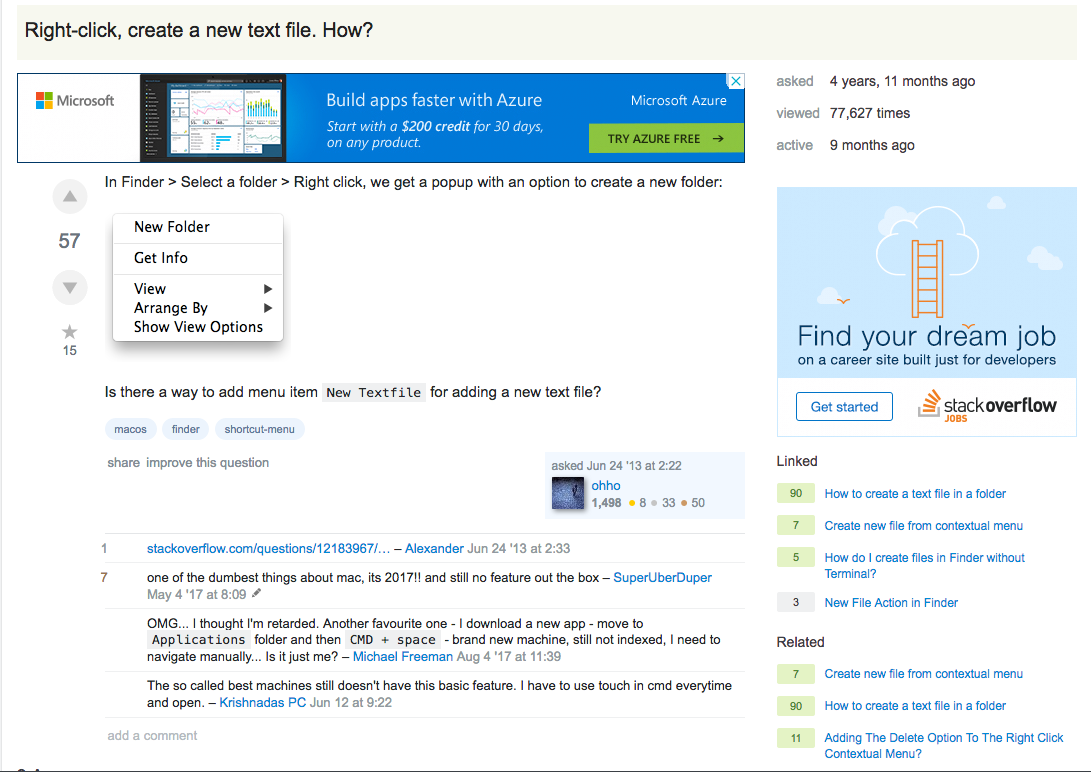 Right-click, create a new text file. How?
Microsoft
Build apps faster with Azure
Start with a $200 credit for 30 days,
on any product.
Microsoft Azure
TRY AZURE FREE →
asked 4 years, 11 months ago
viewed 77,627 times
active 9 months ago
57
15
In Finder > Select a folder > Right click, we get a popup with an option to create a new folder:
New Folder
Get Info
View
Arrange By
Show View Options
Is there a way to add menu item New Textfile for adding a new text file?
macos finder shortcut-menu
share improve this question
asked Jun 24 '13 at 2:22
ohho
1,498 8 33 50
1 stackoverflow.com/questions/12183967/… – Alexander Jun 24 '13 at 2:33
7 one of the dumbest things about mac, its 2017!! and still no feature out the box – SuperUberDuper
May 4 '17 at 8:09
OMG... I thought I'm retarded. Another favourite one - I download a new app - move to
Applications folder and then CMD + space - brand new machine, still not indexed, I need to
navigate manually... Is it just me? – Michael Freeman Aug 4 '17 at 11:39
The so called best machines still doesn't have this basic feature. I have to use touch in cmd everytime
and open. – Krishnadas PC Jun 12 at 9:22
add a comment
Find your dream job
on a career site built just for developers
Get started
stackoverflow
JOBS
Linked
90 How to create a text file in a folder
7 Create new file from contextual menu
5 How do I create files in Finder without
Terminal?
3 New File Action in Finder
Related
7 Create new file from contextual menu
90 How to create a text file in a folder
11 Adding The Delete Option To The Right Click
Contextual Menu?